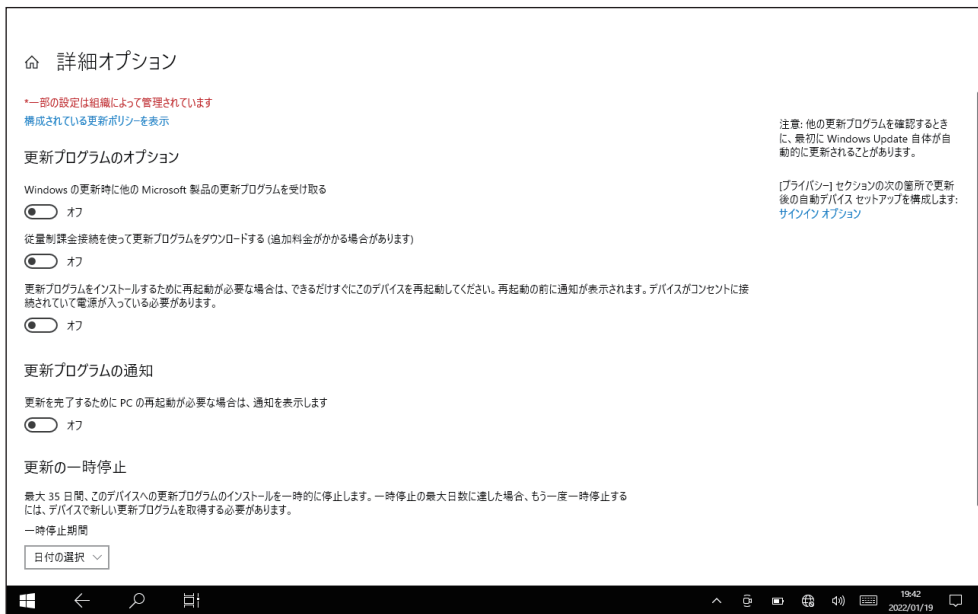 詳細オプション
*一部の設定は組織によって管理されています
構成されている更新ポリシーを表示
更新プログラムのオプション
Windows の更新時に他の Microsoft 製品の更新プログラムを受け取る
オフ
従量制課金接続を使って更新プログラムをダウンロードする (追加料金がかかる場合があります)
オフ
更新プログラムをインストールするために再起動が必要な場合は、できるだけすぐにこのデバイスを再起動してください。再起動の前に通知が表示されます。デバイスがコンセントに接
続されていて電源が入っている必要があります。
オフ
更新プログラムの通知
更新を完了するために PC の再起動が必要な場合は、通知を表示します
オフ
更新の一時停止
最大 35 日間、このデバイスへの更新プログラムのインストールを一時的に停止します。一時停止の最大日数に達した場合、もう一度一時停止する
には、デバイスで新しい更新プログラムを取得する必要があります。
一時停止期間
日付の選択
注意: 他の更新プログラムを確認するとき
に、最初に Windows Update 自体が自
動的に更新されることがあります。
[プライバシー] セクションの次の箇所で更新
後の自動デバイス セットアップを構成します:
サインイン オプション
19:42
2022/01/19